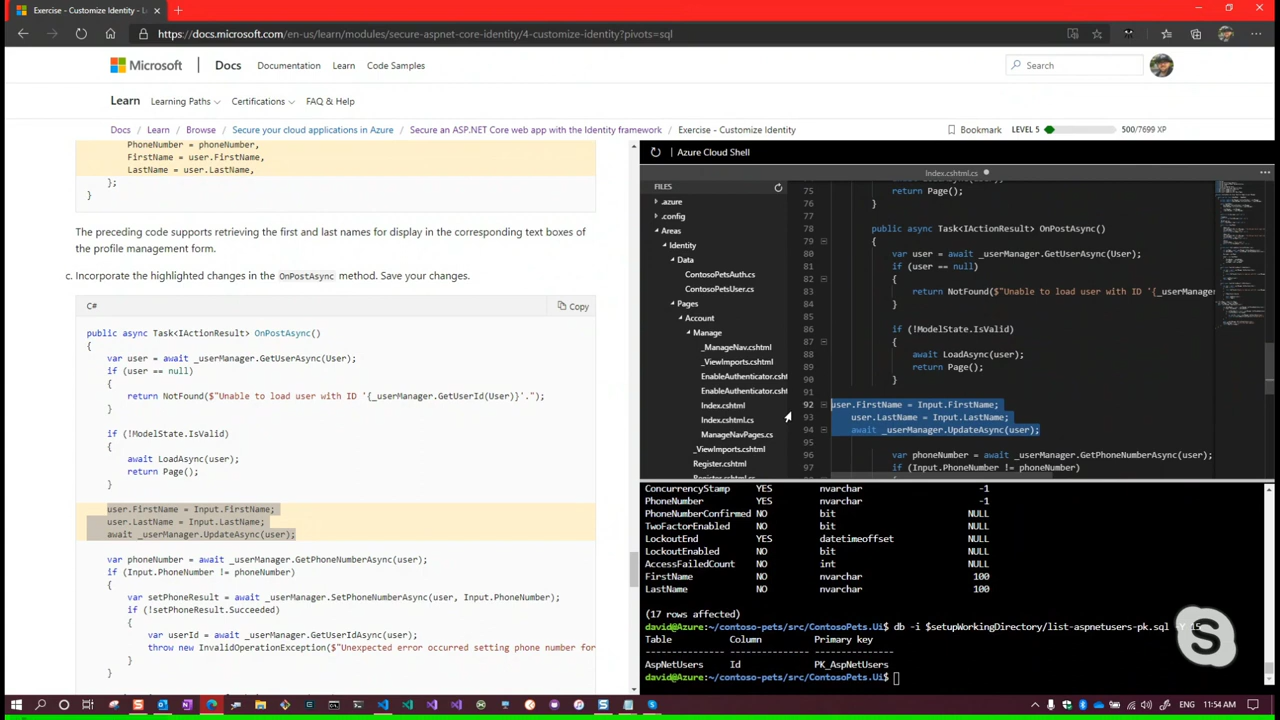 Exercise - Customize Identity - L
https://docs.microsoft.com/en-us/learn/modules/secure-aspnet-core-identity/4-customize-identity?pivots=sql
Microsoft
Docs
Documentation
Learn
Code Samples
Search
Learn
Learning Paths
Certifications
FAQ & Help
Docs / Learn / Browse / Secure your cloud applications in Azure / Secure an ASP.NET Core web app with the Identity framework / Exercise - Customize Identity
Bookmark
LEVEL 5
500/7699 XP
PhoneNumber = phoneNumber,
FirstName = user.FirstName,
LastName = user.LastName,
};
}
The preceding code supports retrieving the first and last names for display in the corresponding text boxes of
the profile management form.
c. Incorporate the highlighted changes in the OnPostAsync method. Save your changes.
C#
Copy
public async Task<IActionResult> OnPostAsync()
{
var user = await _userManager.GetUserAsync(User);
if (user == null)
{
return NotFound($"Unable to load user with ID '{_userManager.GetUserId(User)}'.");
}
if (!ModelState.IsValid)
{
await LoadAsync(user);
return Page();
}
user.FirstName = Input.FirstName;
user.LastName = Input.LastName;
await _userManager.UpdateAsync(user);
var phoneNumber = await _userManager.GetPhoneNumberAsync(user);
if (Input.PhoneNumber != phoneNumber)
{
var setPhoneResult = await _userManager.SetPhoneNumberAsync(user, Input.PhoneNumber);
if (!setPhoneResult.Succeeded)
{
var userId = await _userManager.GetUserIdAsync(user);
throw new InvalidOperationException($"Unexpected error occurred setting phone number for
}
}
Azure Cloud Shell
Index.cshtml.cs
FILES
.azure
.config
Areas
Identity
Data
ContosoPetsAuth.cs
ContosoPetsUser.cs
Pages
Account
Manage
_ManageNav.cshtml
_ViewImports.cshtml
EnableAuthenticator.csht
EnableAuthenticator.csht
Index.cshtml
Index.cshtml.cs
ManageNavPages.cs
_ViewImports.cshtml
Register.cshtml
75 return Page();
76 }
77
78 public async Task<IActionResult> OnPostAsync()
79 {
80 var user = await _userManager.GetUserAsync(User);
81 if (user == null)
82 {
83 return NotFound($"Unable to load user with ID '{_userManage
84 }
85
86 if (!ModelState.IsValid)
87 {
88 await LoadAsync(user);
89 return Page();
90 }
91
92 user.FirstName = Input.FirstName;
93 user.LastName = Input.LastName;
94 await _userManager.UpdateAsync(user);
95
96 var phoneNumber = await _userManager.GetPhoneNumberAsync(user);
97 if (Input.PhoneNumber != phoneNumber)
ConcurrencyStamp YES nvarchar -1
PhoneNumber YES nvarchar -1
PhoneNumberConfirmed NO bit NULL
TwoFactorEnabled NO bit NULL
LockoutEnd YES datetimeoffset NULL
LockoutEnabled NO bit NULL
AccessFailedCount NO int NULL
FirstName NO nvarchar 100
LastName NO nvarchar 100
(17 rows affected)
david@Azure:~/contoso-pets/src/ContosoPets.Ui$ db -i $setupWorkingDirectory/list-aspnetusers-pk.sql -Y 15
Table Column Primary key
AspNetUsers Id PK_AspNetUsers
david@Azure:~/contoso-pets/src/ContosoPets.Ui$
ENG
11:54 AM